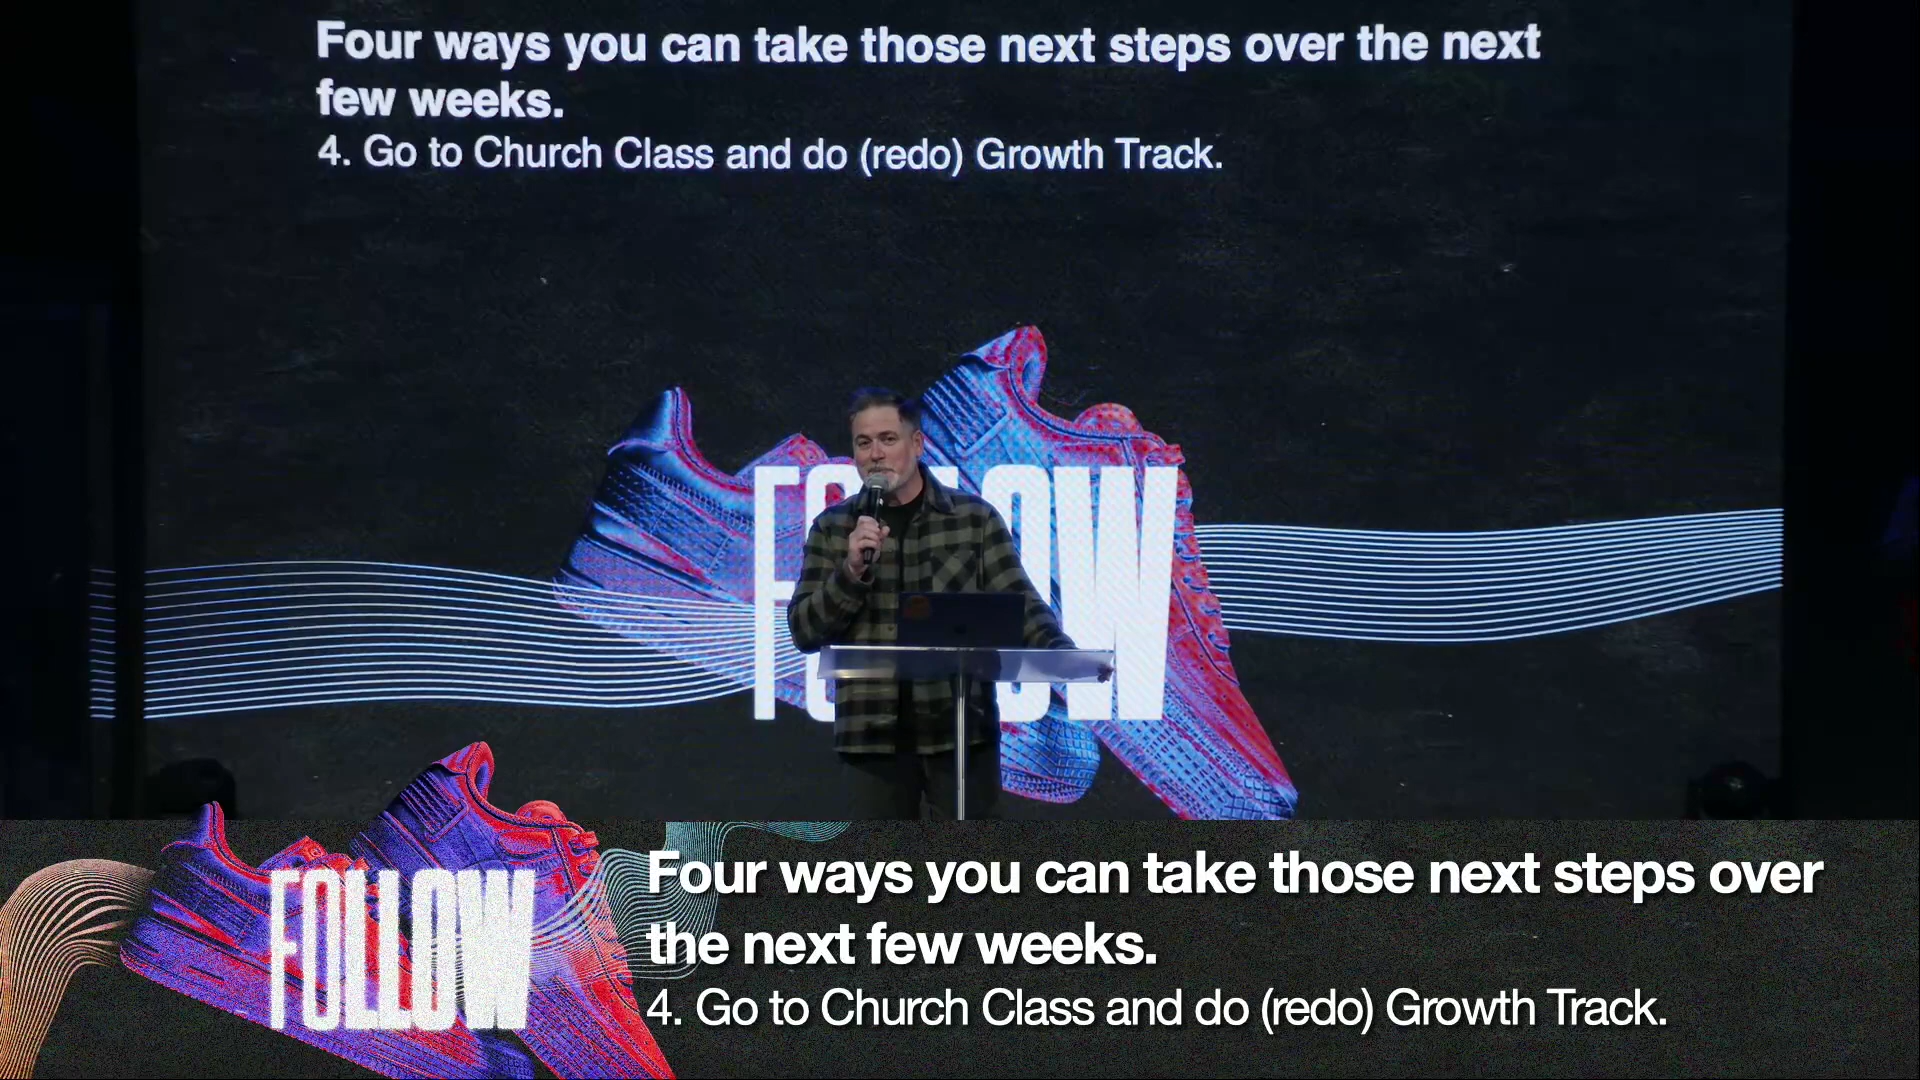 Four ways you can take those next steps over the next
few weeks.
4. Go to Church Class and do (redo) Growth Track.
FOLLOW
FOLLOW
Four ways you can take those next steps over
the next few weeks.
4. Go to Church Class and do (redo) Growth Track.